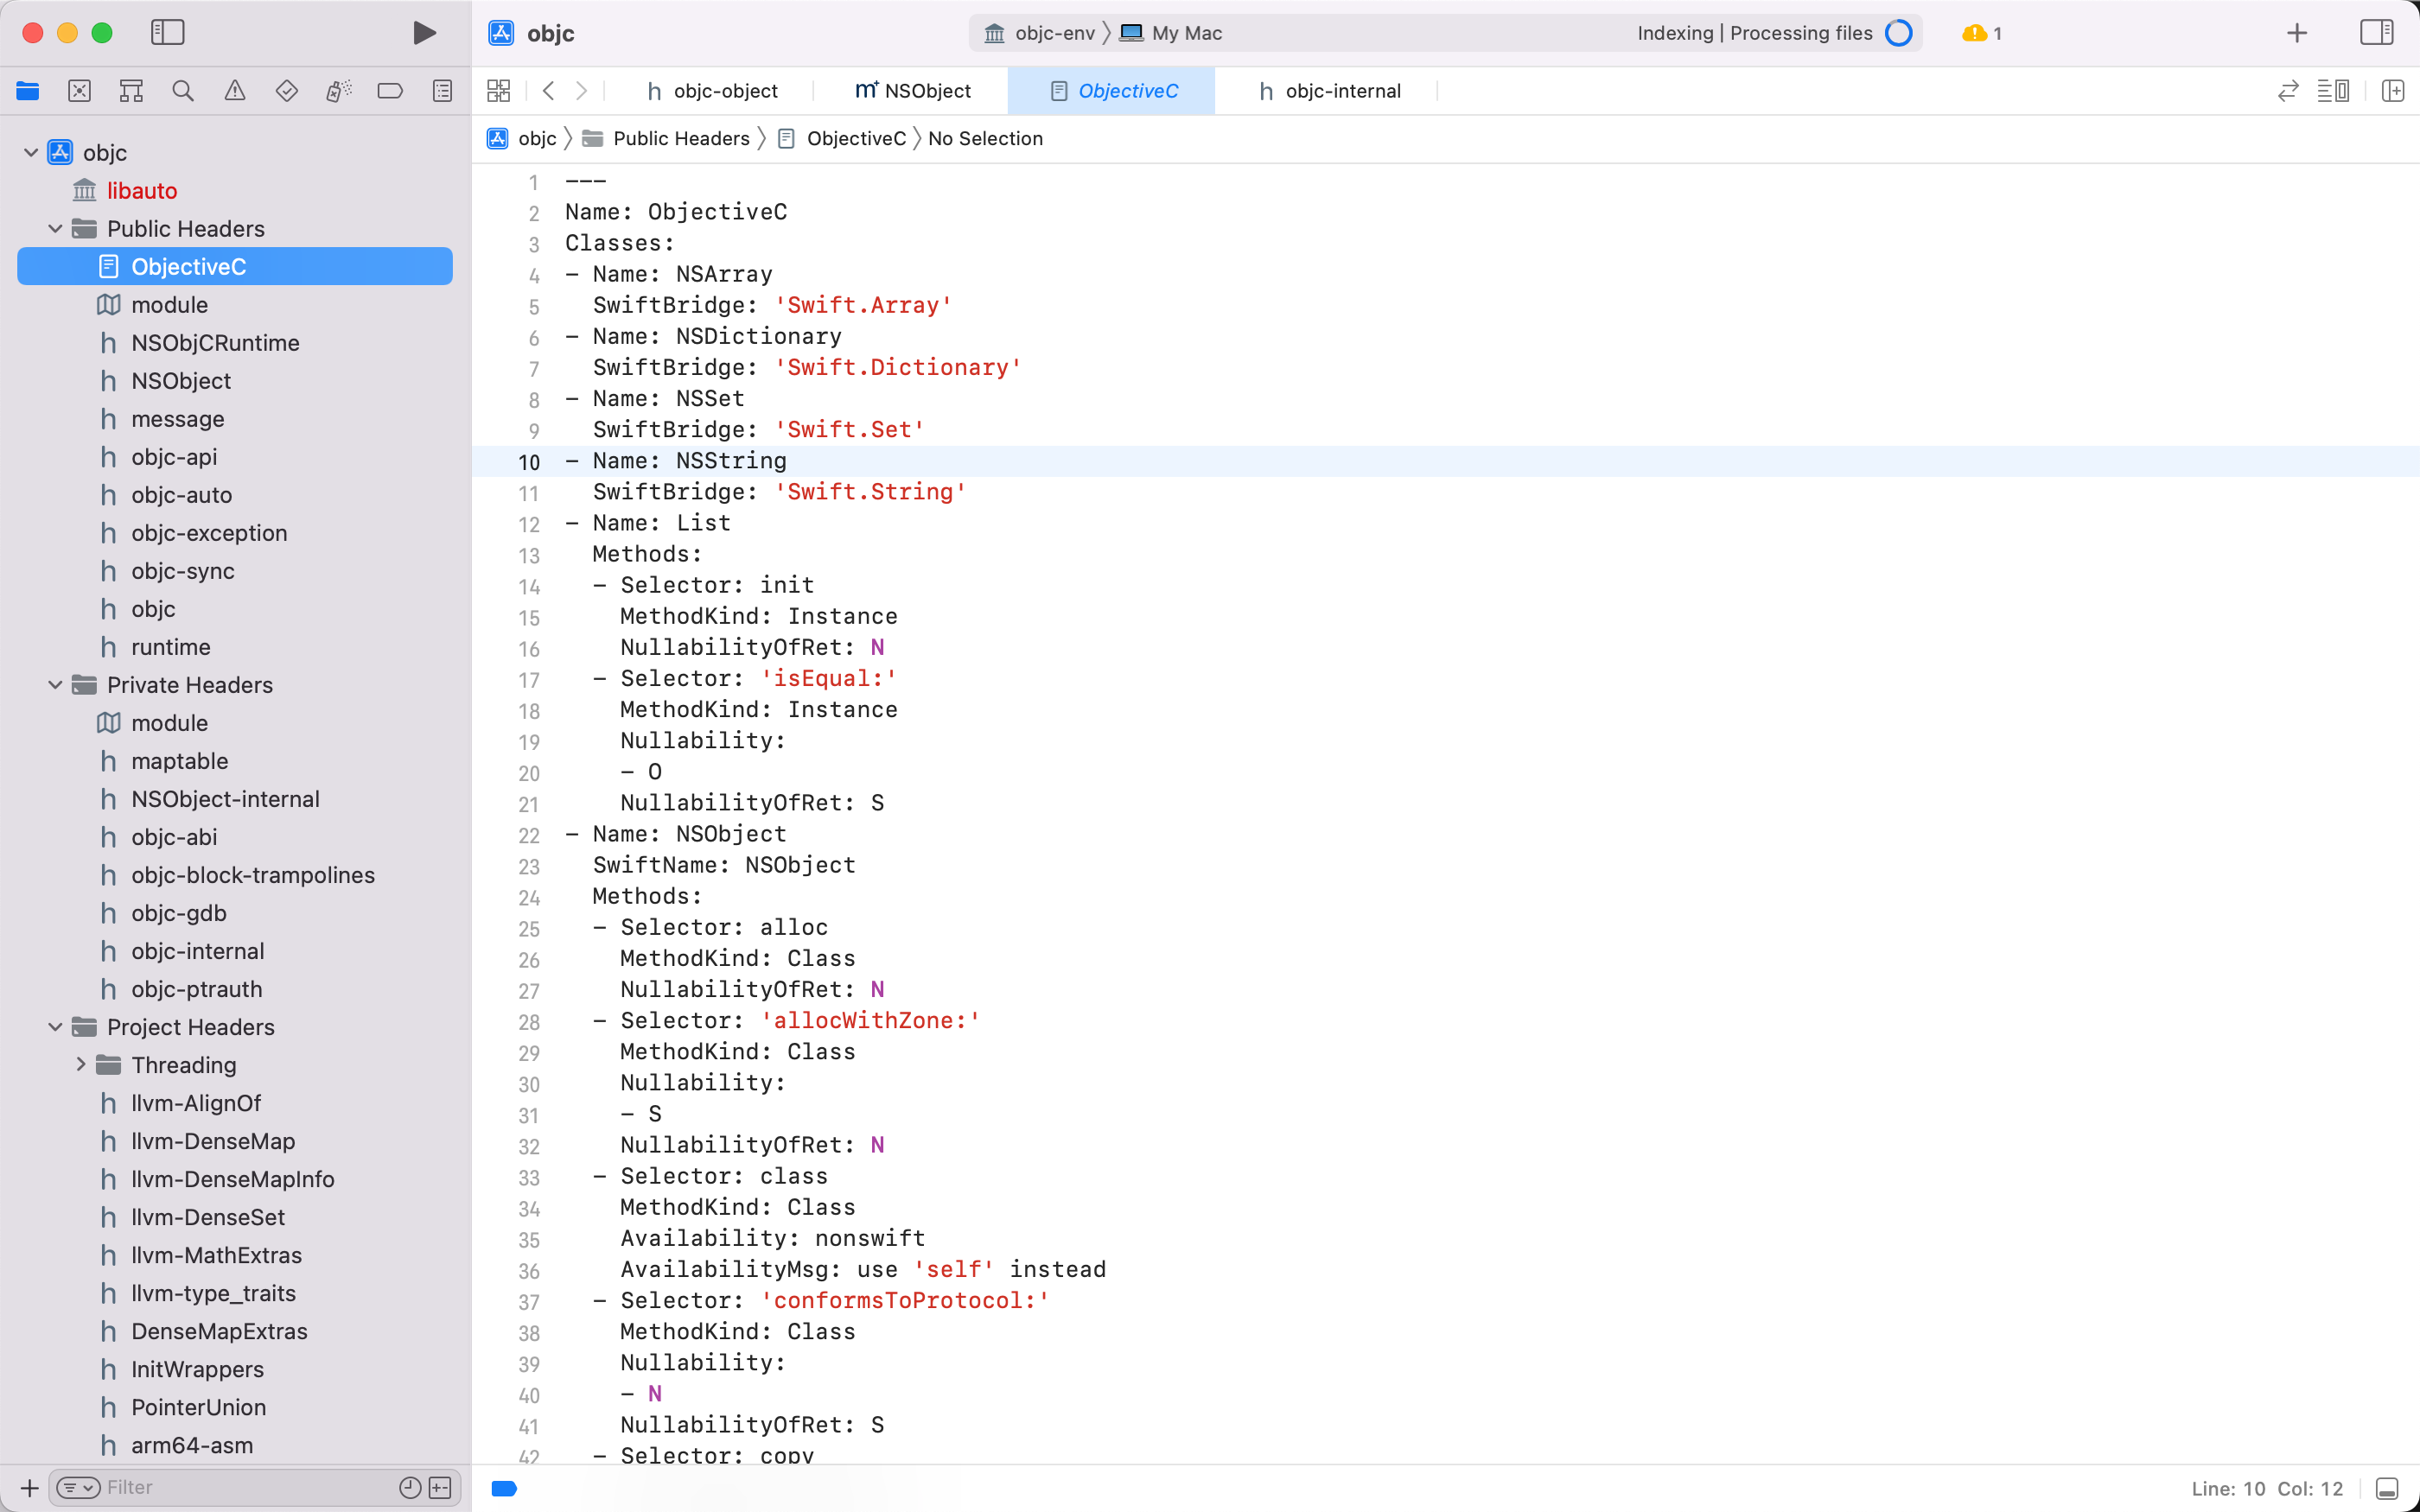 objc
objc-env
My Mac
Indexing | Processing files
1
objc-object
NSObject
ObjectiveC
objc-internal
objc
Public Headers
ObjectiveC
No Selection
objc
libauto
Public Headers
ObjectiveC
module
NSObjCRuntime
NSObject
message
objc-api
objc-auto
objc-exception
objc-sync
objc
runtime
Private Headers
module
maptable
NSObject-internal
objc-abi
objc-block-trampolines
objc-gdb
objc-internal
objc-ptrauth
Project Headers
Threading
llvm-AlignOf
llvm-DenseMap
llvm-DenseMapInfo
llvm-DenseSet
llvm-MathExtras
llvm-type_traits
DenseMapExtras
InitWrappers
PointerUnion
arm64-asm
Filter
1 ---
2 Name: ObjectiveC
3 Classes:
4 - Name: NSArray
5 SwiftBridge: 'Swift.Array'
6 - Name: NSDictionary
7 SwiftBridge: 'Swift.Dictionary'
8 - Name: NSSet
9 SwiftBridge: 'Swift.Set'
10 - Name: NSString
11 SwiftBridge: 'Swift.String'
12 - Name: List
13 Methods:
14 - Selector: init
15 MethodKind: Instance
16 NullabilityOfRet: N
17 - Selector: 'isEqual:'
18 MethodKind: Instance
19 Nullability:
20 - O
21 NullabilityOfRet: S
22 - Name: NSObject
23 SwiftName: NSObject
24 Methods:
25 - Selector: alloc
26 MethodKind: Class
27 NullabilityOfRet: N
28 - Selector: 'allocWithZone:'
29 MethodKind: Class
30 Nullability:
31 - S
32 NullabilityOfRet: N
33 - Selector: class
34 MethodKind: Class
35 Availability: nonswift
36 AvailabilityMsg: use 'self' instead
37 - Selector: 'conformsToProtocol:'
38 MethodKind: Class
39 Nullability:
40 - N
41 NullabilityOfRet: S
42 - Selector: copy
Line: 10 Col: 12